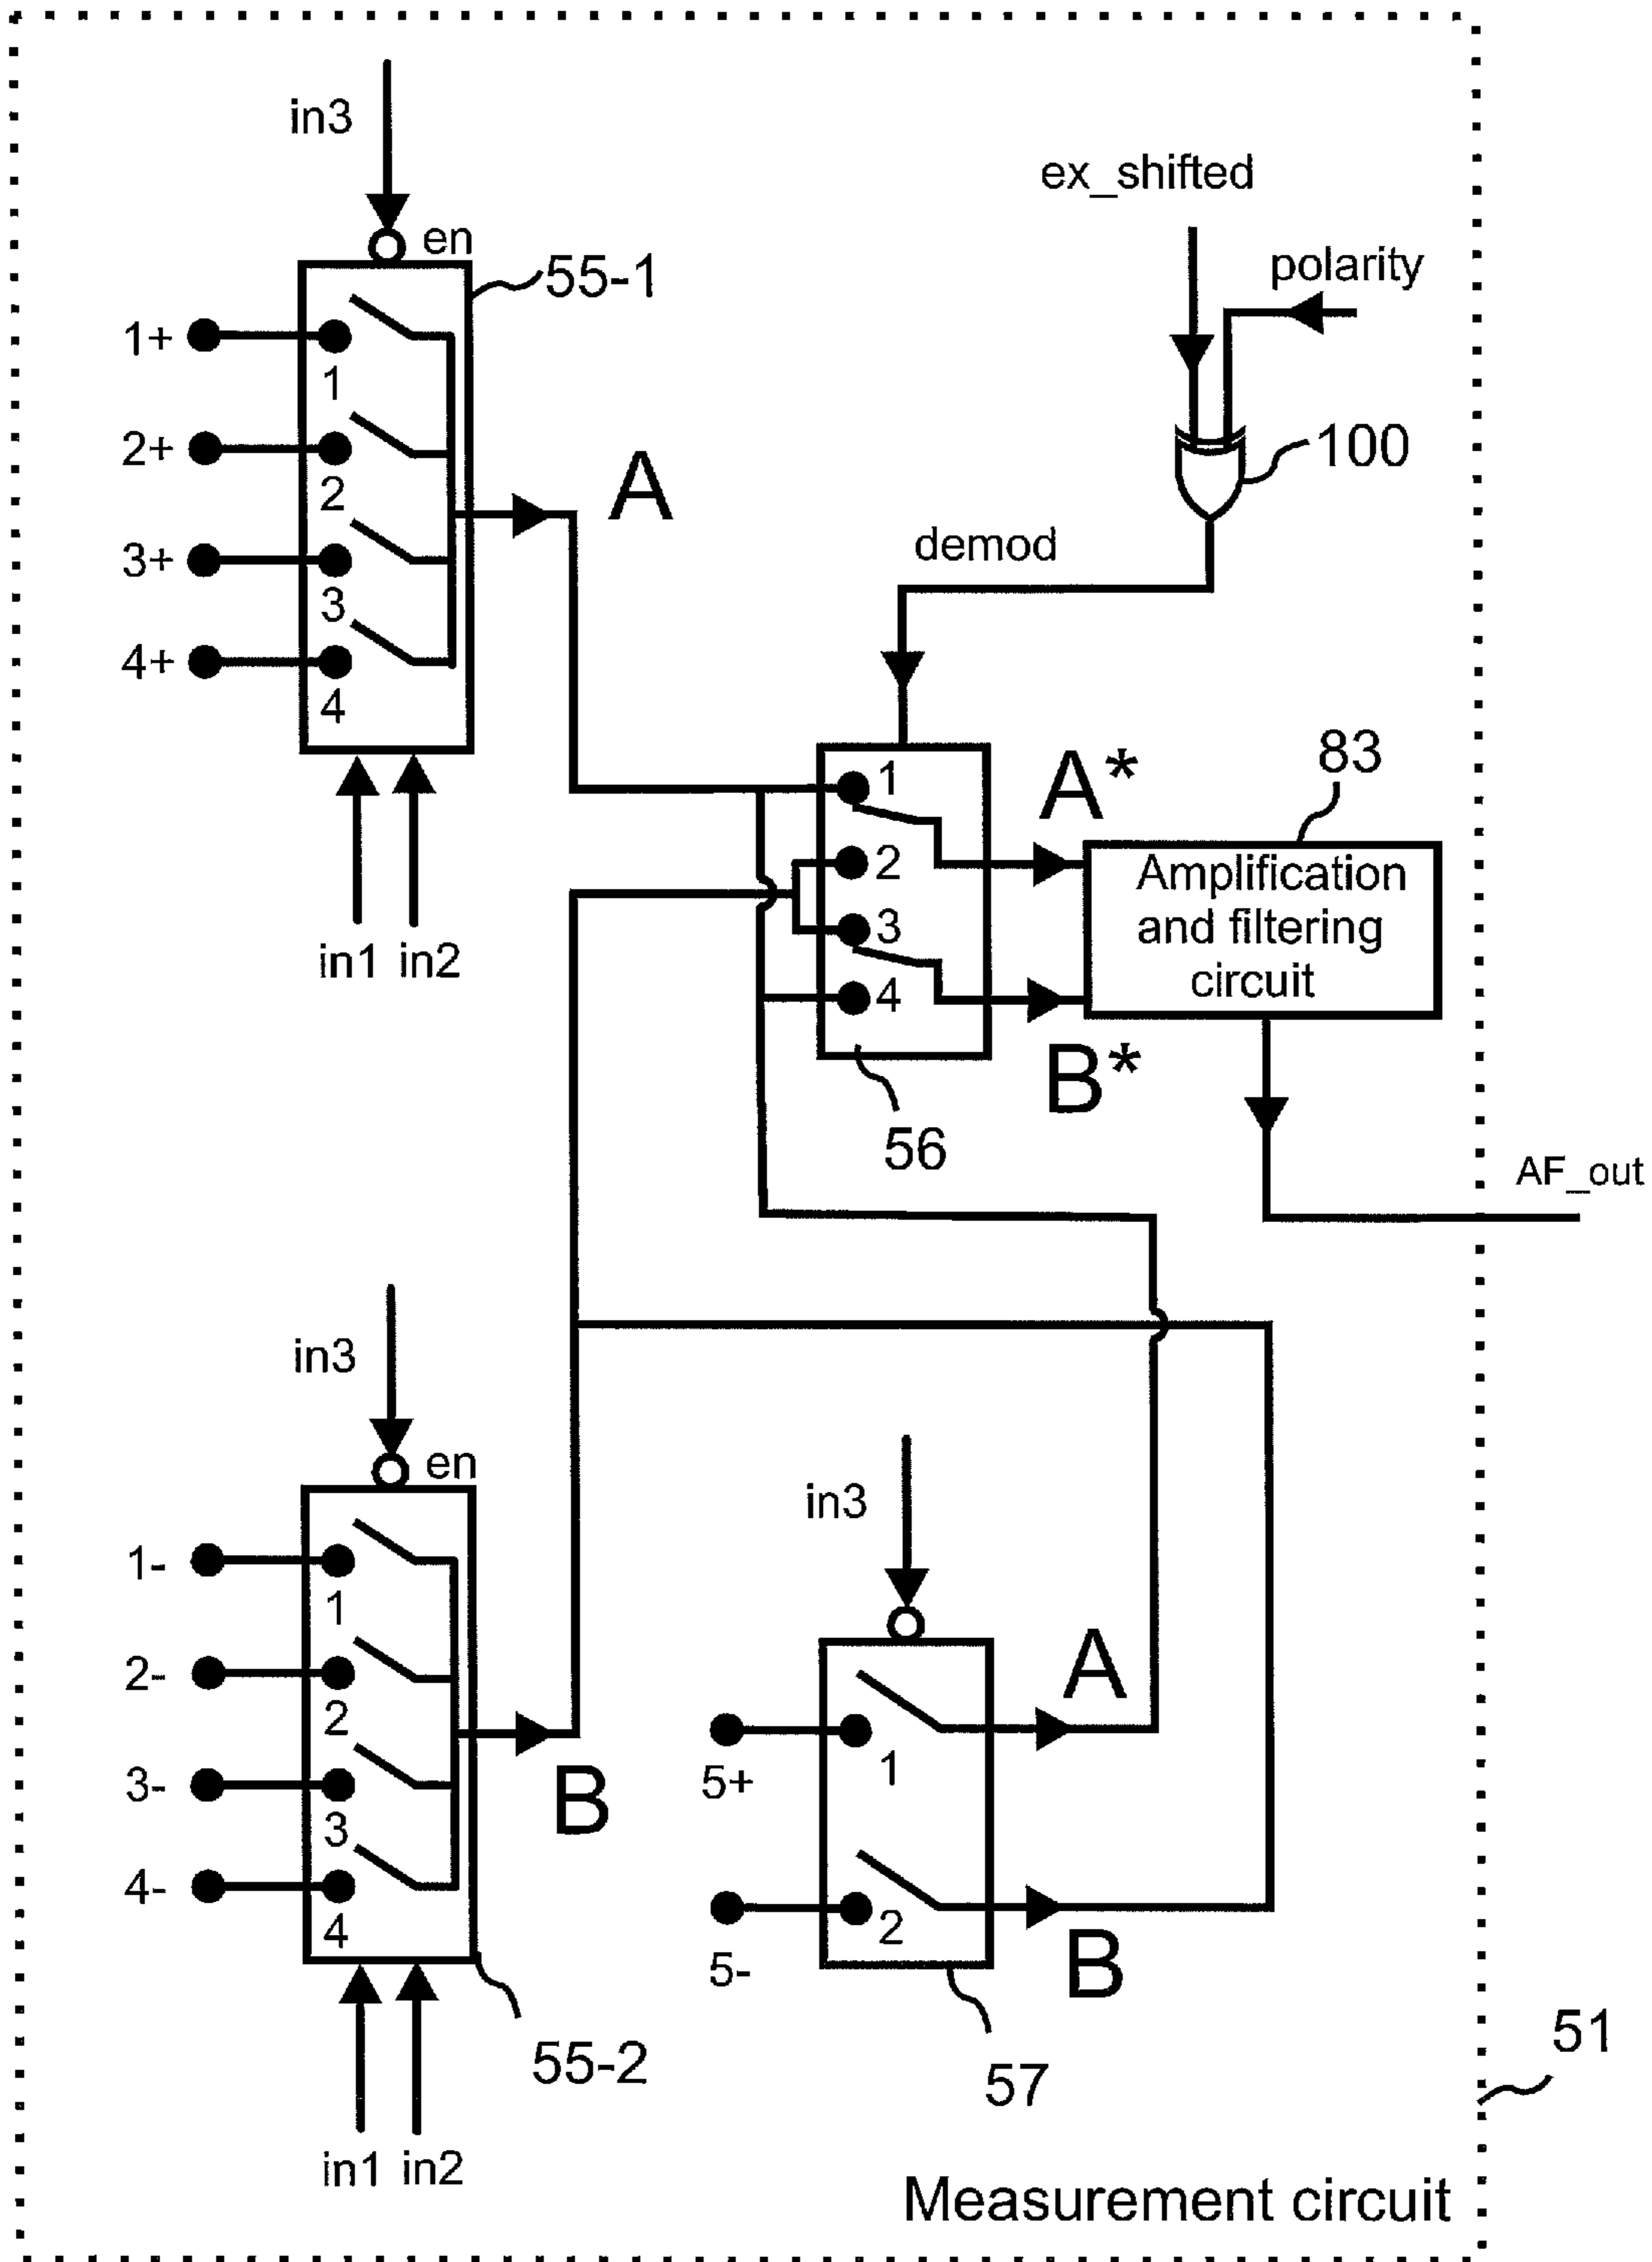 in3
en
55-1
1+
1
2+
2
3+
3
4+
4
in1 in2
A
ex_shifted
polarity
100
demod
1
2
3
4
56
A*
B*
83
Amplification
and filtering
circuit
AF_out
in3
en
1-
1
2-
2
3-
3
4-
4
in1 in2
B
55-2
in3
5+
1
5-
2
A
B
57
51
Measurement circuit